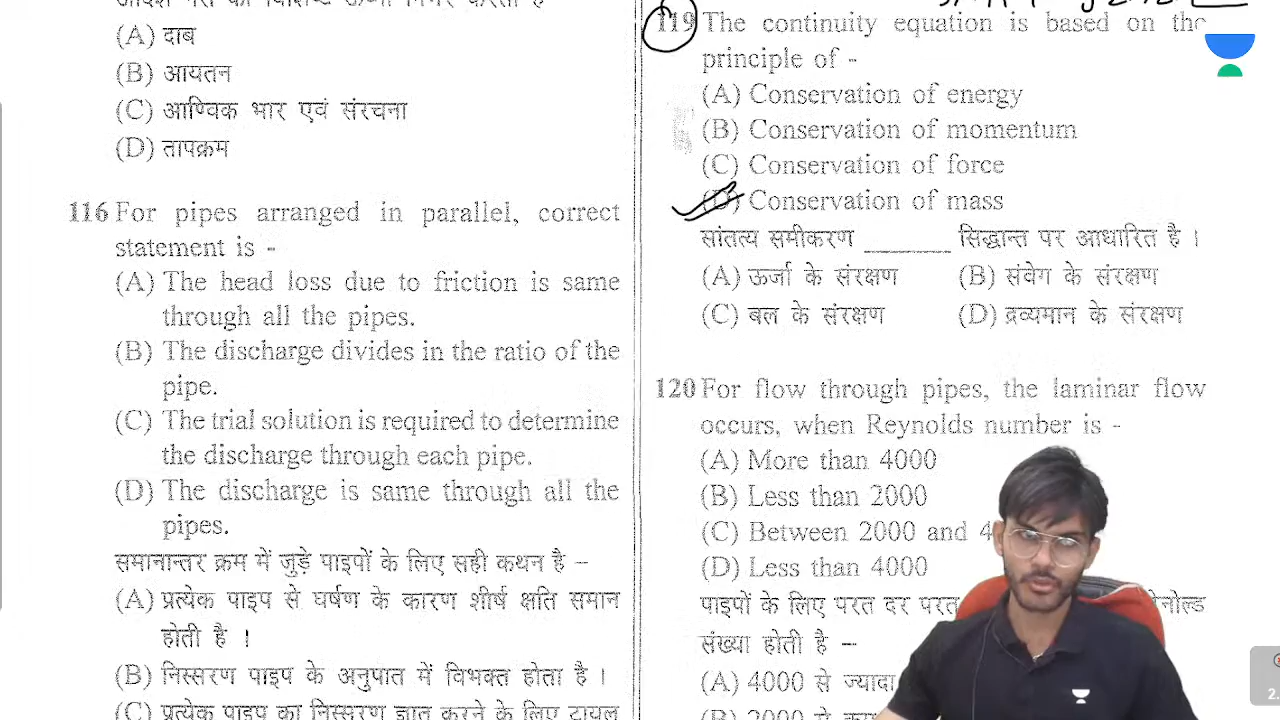 (A) दाब
(B) आयतन
(C) आण्विक भार एवं संरचना
(D) तापक्रम
116 For pipes arranged in parallel, correct
statement is -
(A) The head loss due to friction is same
through all the pipes.
(B) The discharge divides in the ratio of the
pipe.
(C) The trial solution is required to determine
the discharge through each pipe.
(D) The discharge is same through all the
pipes.
समानान्तर क्रम में जुड़े पाइपों के लिए सही कथन है –
(A) प्रत्येक पाइप से घर्षण के कारण शीर्ष क्षति समान
होती है ।
(B) निस्सरण पाइप के अनुपात में विभक्त होता है ।
(C) प्रत्येक पाइप का निस्सरण ज्ञात करने के लिए ट्रायल
119 The continuity equation is based on the
principle of -
(A) Conservation of energy
(B) Conservation of momentum
(C) Conservation of force
(D) Conservation of mass
सांतत्य समीकरण _______ सिद्धान्त पर आधारित है ।
(A) ऊर्जा के संरक्षण (B) संवेग के संरक्षण
(C) बल के संरक्षण (D) द्रव्यमान के संरक्षण
120 For flow through pipes, the laminar flow
occurs, when Reynolds number is -
(A) More than 4000
(B) Less than 2000
(C) Between 2000 and
(D) Less than 4000
पाइपों के लिए परत दर परत
संख्या होती है –
(A) 4000 से ज्यादा
(B) 2000 से कम